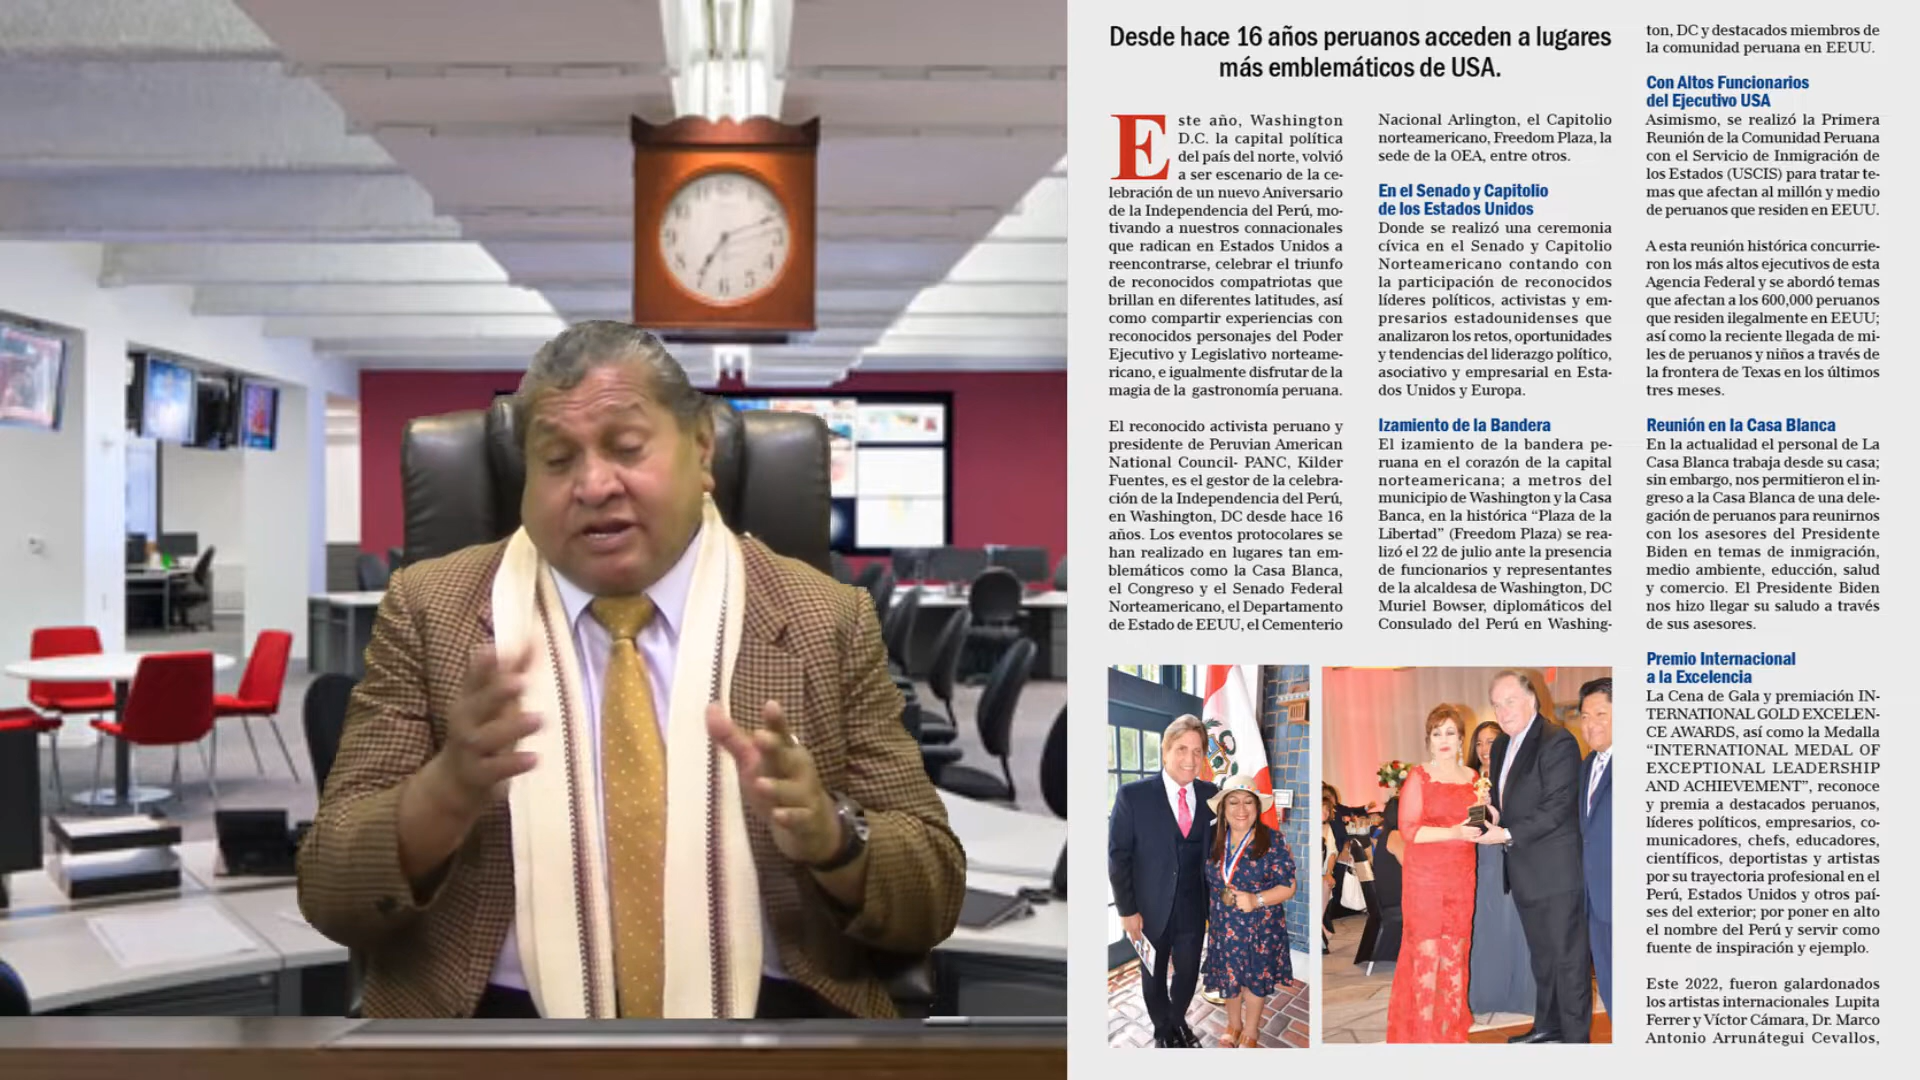 Desde hace 16 años peruanos acceden a lugares
más emblemáticos de USA.
Este año, Washington
D.C. la capital política
del país del norte, volvió
a ser escenario de la ce-
lebración de un nuevo Aniversario
de la Independencia del Perú, mo-
tivando a nuestros connacionales
que radican en Estados Unidos a
reencontrarse, celebrar el triunfo
de reconocidos compatriotas que
brillan en diferentes latitudes, así
como compartir experiencias con
reconocidos personajes del Poder
Ejecutivo y Legislativo norteame-
ricano, e igualmente disfrutar de la
magia de la gastronomía peruana.
El reconocido activista peruano y
presidente de Peruvian American
National Council- PANC, Kilder
Fuentes, es el gestor de la celebra-
ción de la Independencia del Perú,
en Washington, DC desde hace 16
años. Los eventos protocolares se
han realizado en lugares tan em-
blemáticos como la Casa Blanca,
el Congreso y el Senado Federal
Norteamericano, el Departamento
de Estado de EEUU, el Cementerio
Nacional Arlington, el Capitolio
norteamericano, Freedom Plaza, la
sede de la OEA, entre otros.
En el Senado y Capitolio
de los Estados Unidos
Donde se realizó una ceremonia
cívica en el Senado y Capitolio
Norteamericano contando con
la participación de reconocidos
líderes políticos, activistas y em-
presarios estadounidenses que
analizaron los retos, oportunidades
y tendencias del liderazgo político,
asociativo y empresarial en Esta-
dos Unidos y Europa.
Izamiento de la Bandera
El izamiento de la bandera pe-
ruana en el corazón de la capital
norteamericana; a metros del
municipio de Washington y la Casa
Banca, en la histórica “Plaza de la
Libertad” (Freedom Plaza) se rea-
lizó el 22 de julio ante la presencia
de funcionarios y representantes
de la alcaldesa de Washington, DC
Muriel Bowser, diplomáticos del
Consulado del Perú en Washing-
ton, DC y destacados miembros de
la comunidad peruana en EEUU.
Con Altos Funcionarios
del Ejecutivo USA
Asimismo, se realizó la Primera
Reunión de la Comunidad Peruana
con el Servicio de Inmigración de
los Estados (USCIS) para tratar te-
mas que afectan al millón y medio
de peruanos que residen en EEUU.
A esta reunión histórica concurrie-
ron los más altos ejecutivos de esta
Agencia Federal y se abordó temas
que afectan a los 600,000 peruanos
que residen ilegalmente en EEUU;
así como la reciente llegada de mi-
les de peruanos y niños a través de
la frontera de Texas en los últimos
tres meses.
Reunión en la Casa Blanca
En la actualidad el personal de La
Casa Blanca trabaja desde su casa;
sin embargo, nos permitieron el in-
greso a la Casa Blanca de una dele-
gación de peruanos para reunirnos
con los asesores del Presidente
Biden en temas de inmigración,
medio ambiente, educción, salud
y comercio. El Presidente Biden
nos hizo llegar su saludo a través
de sus asesores.
Premio Internacional
a la Excelencia
La Cena de Gala y premiación IN-
TERNATIONAL GOLD EXCELEN-
CE AWARDS, así como la Medalla
“INTERNATIONAL MEDAL OF
EXCEPTIONAL LEADERSHIP
AND ACHIEVEMENT”, reconoce
y premia a destacados peruanos,
líderes políticos, empresarios, co-
municadores, chefs, educadores,
científicos, deportistas y artistas
por su trayectoria profesional en el
Perú, Estados Unidos y otros paí-
ses del exterior; por poner en alto
el nombre del Perú y servir como
fuente de inspiración y ejemplo.
Este 2022, fueron galardonados
los artistas internacionales Lupita
Ferrer y Víctor Cámara, Dr. Marco
Antonio Arrunátegui Cevallos,